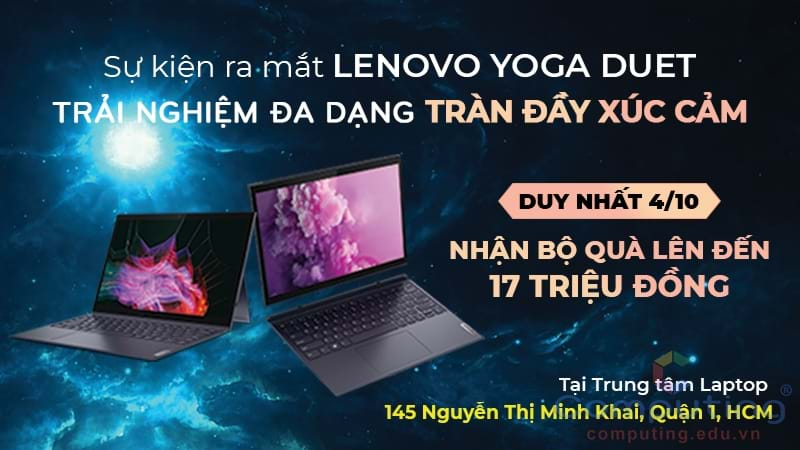 Sự kiện ra mắt LENOVO YOGA DUET
TRẢI NGHIỆM ĐA DẠNG TRÀN ĐẦY XÚC CẢM
DUY NHẤT 4/10
NHẬN BỘ QUÀ LÊN ĐẾN
17 TRIỆU ĐỒNG
Tại Trung tâm Laptop
145 Nguyễn Thị Minh Khai, Quận 1, HCM
Computing®
computing.edu.vn